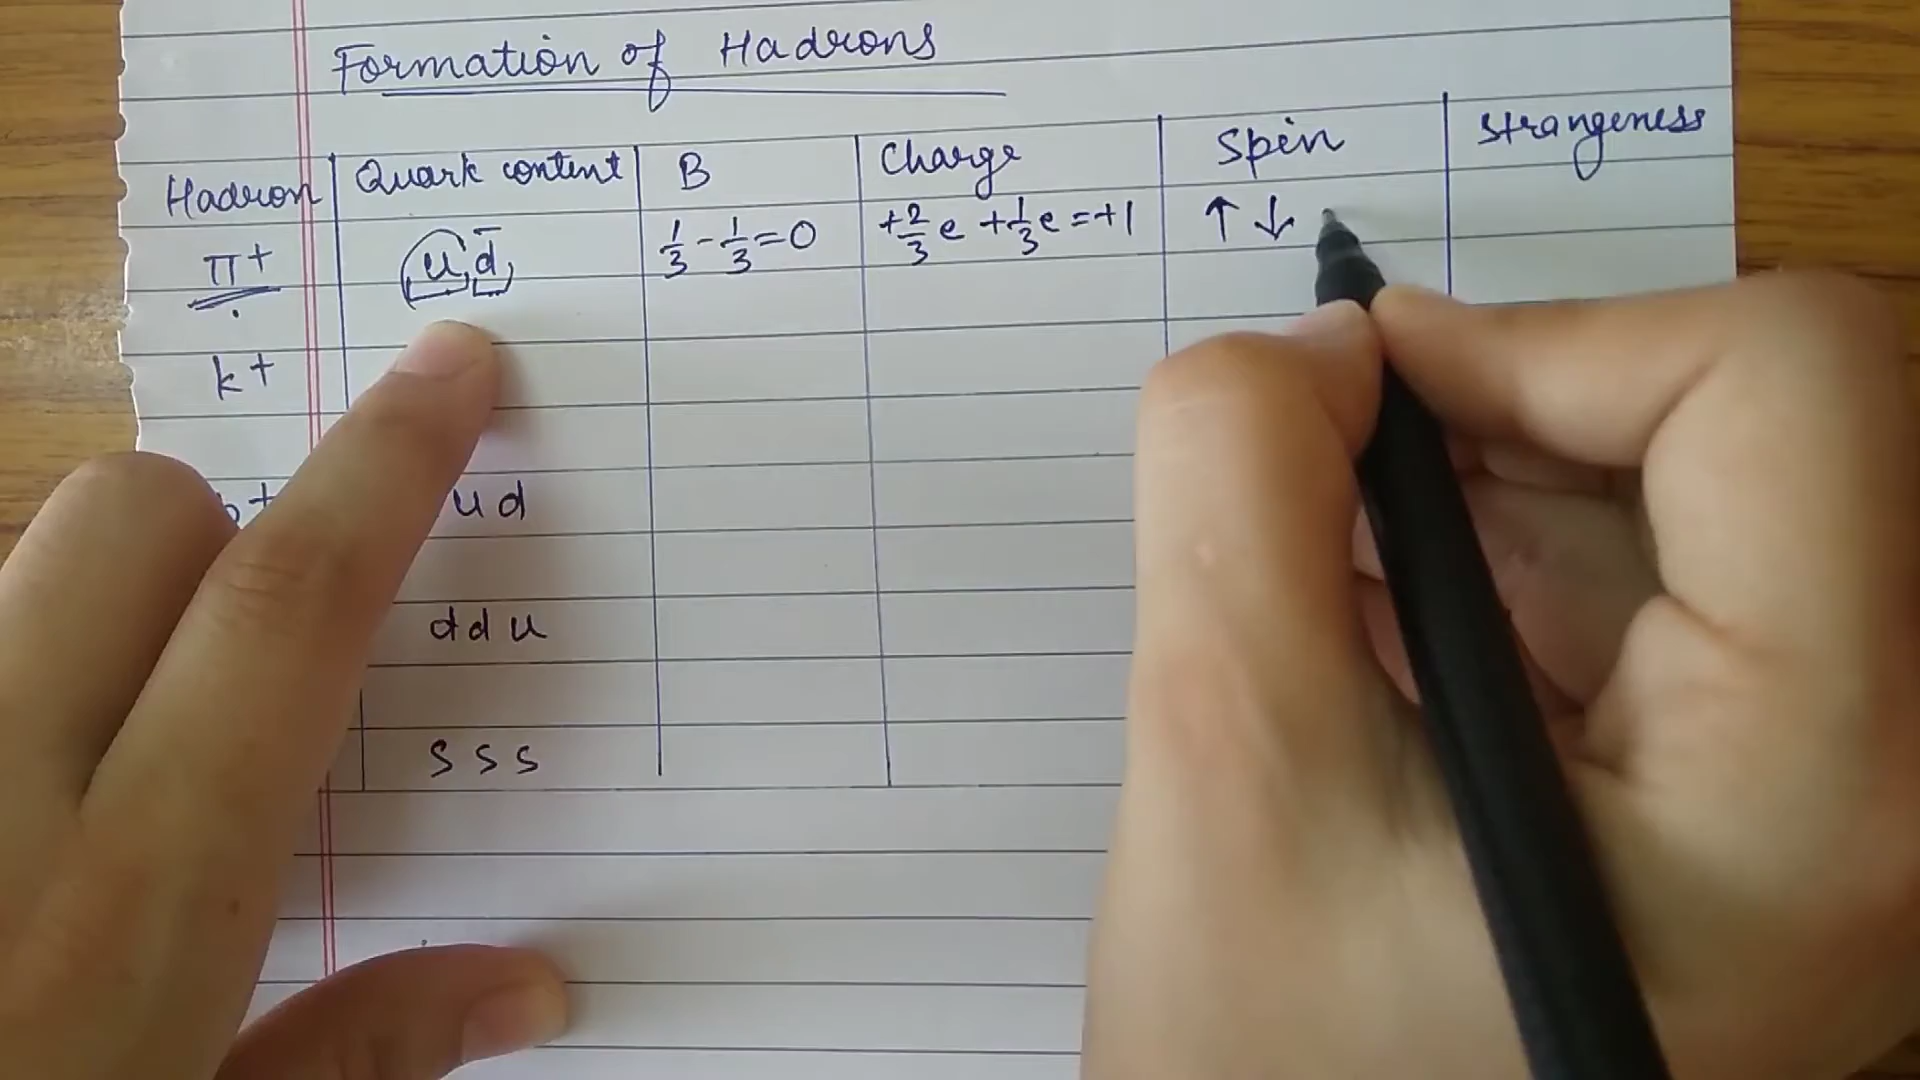 Formation of Hadrons
Hadron Quark content B Charge Spin strangeness
π+ u d̅ 1/3 - 1/3 = 0 +2/3 e +1/3 e = +1 ↑ ↓
k+
u d
d d u
s s s